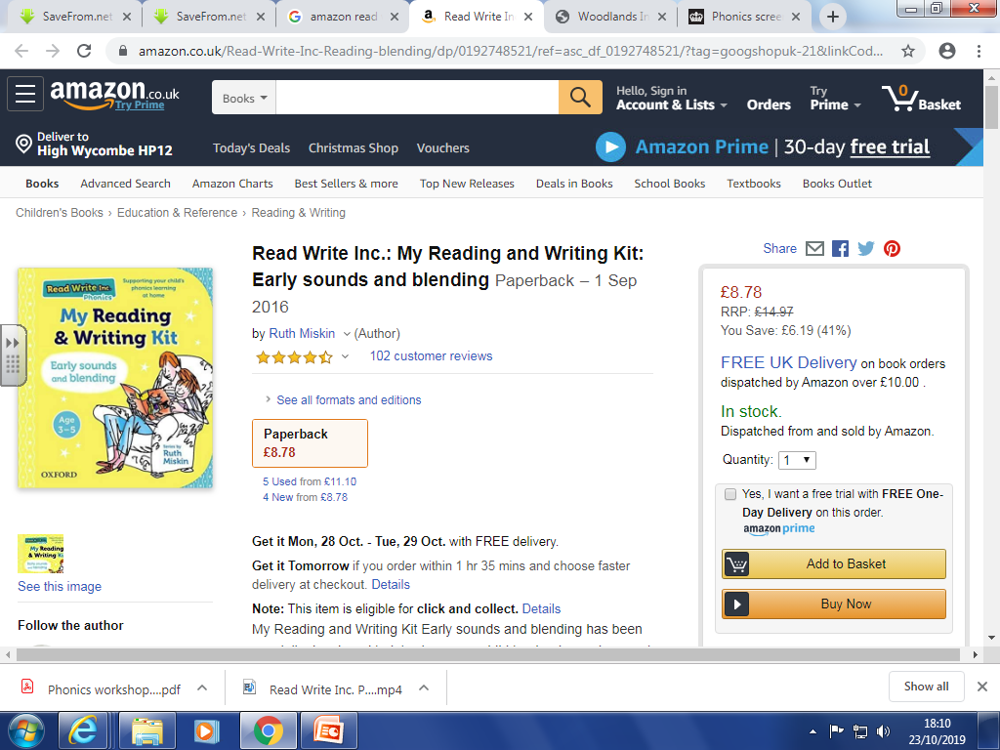 SaveFrom.net
SaveFrom.net
amazon read
Read Write In
Woodlands In
Phonics scree
amazon.co.uk/Read-Write-Inc-Reading-blending/dp/0192748521/ref=asc_df_0192748521/?tag=googshopuk-21&linkCod...
amazon.co.uk
Try Prime
Books
Hello, Sign in
Account & Lists
Orders
Try
Prime
0
Basket
Deliver to
High Wycombe HP12
Today's Deals Christmas Shop Vouchers
Amazon Prime | 30-day free trial
Books Advanced Search Amazon Charts Best Sellers & more Top New Releases Deals in Books School Books Textbooks Books Outlet
Children's Books › Education & Reference › Reading & Writing
Read Write Inc.
Phonics
Supporting your child's
phonics learning
at home
My Reading
& Writing Kit
Early sounds
and blending
Age
3–5
Series by
Ruth
Miskin
OXFORD
See this image
Follow the author
Read Write Inc.: My Reading and Writing Kit:
Early sounds and blending Paperback – 1 Sep
2016
by Ruth Miskin (Author)
102 customer reviews
See all formats and editions
Paperback
£8.78
5 Used from £11.10
4 New from £8.78
Get it Mon, 28 Oct. - Tue, 29 Oct. with FREE delivery.
Get it Tomorrow if you order within 1 hr 35 mins and choose faster
delivery at checkout. Details
Note: This item is eligible for click and collect. Details
My Reading and Writing Kit Early sounds and blending has been
Share
£8.78
RRP: £14.97
You Save: £6.19 (41%)
FREE UK Delivery on book orders
dispatched by Amazon over £10.00 .
In stock.
Dispatched from and sold by Amazon.
Quantity: 1
Yes, I want a free trial with FREE One-
Day Delivery on this order.
amazon prime
Add to Basket
Buy Now
Phonics workshop....pdf
Read Write Inc. P....mp4
Show all
18:10
23/10/2019